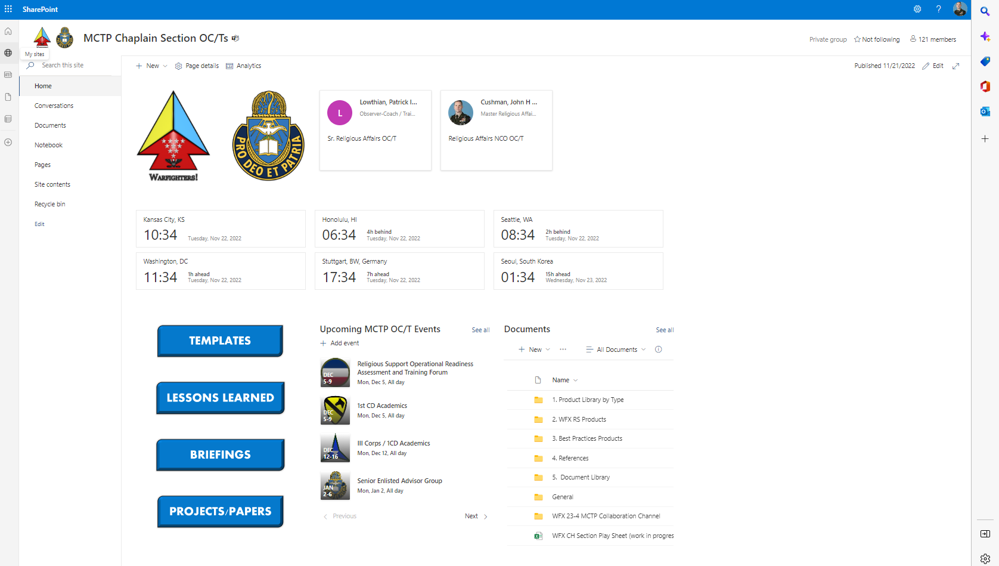 SharePoint
MCTP Chaplain Section OC/Ts
Private group
Not following
121 members
My sites
Search this site
New
Page details
Analytics
Published 11/21/2022
Edit
Home
Conversations
Documents
Notebook
Pages
Site contents
Recycle bin
Edit
WARFIGHTERS!
PRO DEO ET PATRIA
L
Lowthian, Patrick I...
Observer-Coach / Trai...
Sr. Religious Affairs OC/T
Cushman, John H ...
Master Religious Affai...
Religious Affairs NCO OC/T
Kansas City, KS
10:34
Tuesday, Nov 22, 2022
Honolulu, HI
06:34
4h behind
Tuesday, Nov 22, 2022
Seattle, WA
08:34
2h behind
Tuesday, Nov 22, 2022
Washington, DC
11:34
1h ahead
Tuesday, Nov 22, 2022
Stuttgart, BW, Germany
17:34
7h ahead
Tuesday, Nov 22, 2022
Seoul, South Korea
01:34
15h ahead
Wednesday, Nov 23, 2022
TEMPLATES
LESSONS LEARNED
BRIEFINGS
PROJECTS/PAPERS
Upcoming MCTP OC/T Events
See all
Add event
DEC
5-9
Religious Support Operational Readiness
Assessment and Training Forum
Mon, Dec 5, All day
DEC
5-9
1st CD Academics
Mon, Dec 5, All day
DEC
12-16
III Corps / 1CD Academics
Mon, Dec 12, All day
JAN
2-6
Senior Enlisted Advisor Group
Mon, Jan 2, All day
Previous
Next
Documents
See all
New
All Documents
Name
1. Product Library by Type
2. WFX RS Products
3. Best Practices Products
4. References
5.  Document Library
General
WFX 23-4 MCTP Collaboration Channel
WFX CH Section Play Sheet (work in progres